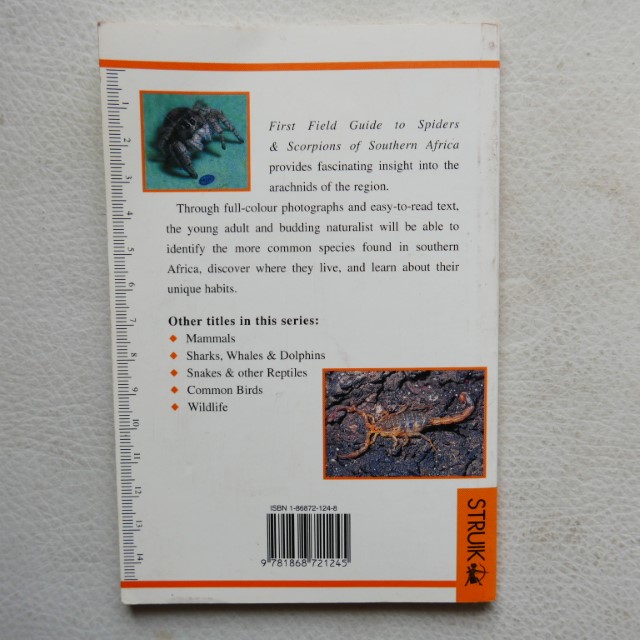 First Field Guide to Spiders
& Scorpions of Southern Africa
provides fascinating insight into the
arachnids of the region.
Through full-colour photographs and easy-to-read text,
the young adult and budding naturalist will be able to
identify the more common species found in southern
Africa, discover where they live, and learn about their
unique habits.
Other titles in this series:
Mammals
Sharks, Whales & Dolphins
Snakes & other Reptiles
Common Birds
Wildlife
ISBN 1-86872-124-6
9 781868 721245
STRUIK
1
2
3
4
5
6
7
8
9
10
11
12
13
14